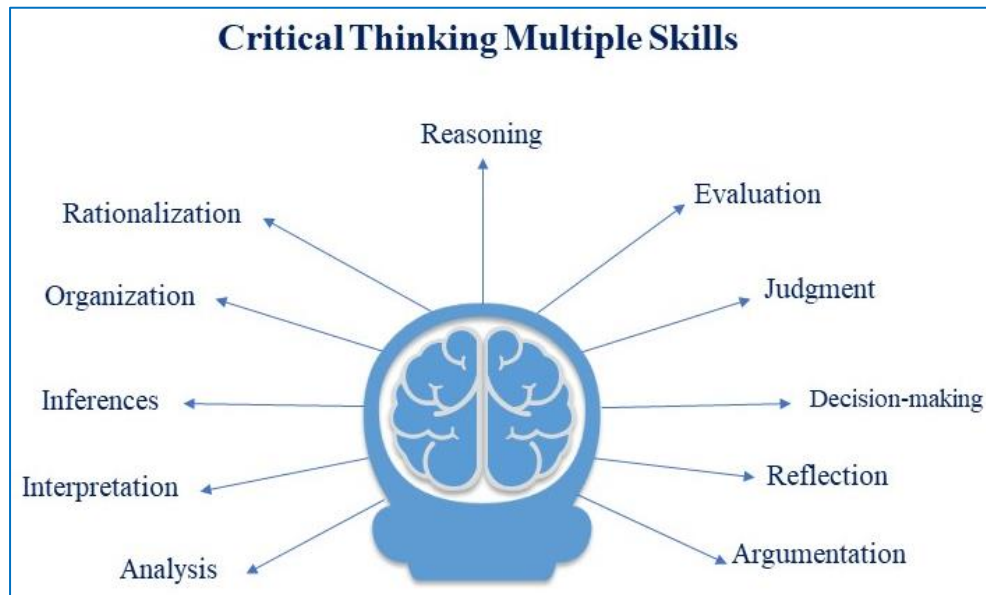 Critical Thinking Multiple Skills
Reasoning
Rationalization
Evaluation
Organization
Judgment
Inferences
Decision-making
Interpretation
Reflection
Analysis
Argumentation